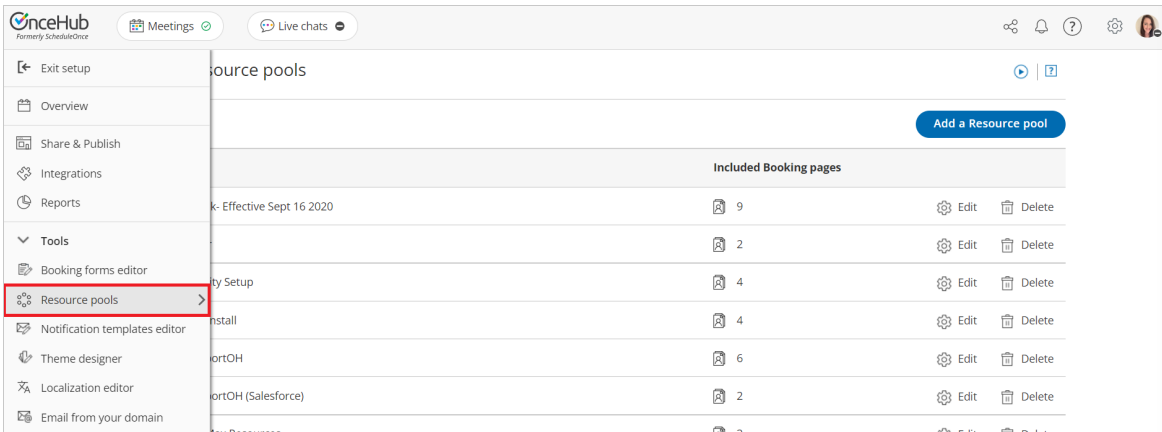 OnceHub
Formerly ScheduleOnce
Meetings
Live chats
Exit setup
source pools
Overview
Add a Resource pool
Share & Publish
Integrations
Included Booking pages
Reports
k- Effective Sept 16 2020 9 Edit Delete
Tools
2 Edit Delete
Booking forms editor
ity Setup 4 Edit Delete
Resource pools
nstall 4 Edit Delete
Notification templates editor
Theme designer
portOH 6 Edit Delete
Localization editor
ortOH (Salesforce) 2 Edit Delete
Email from your domain